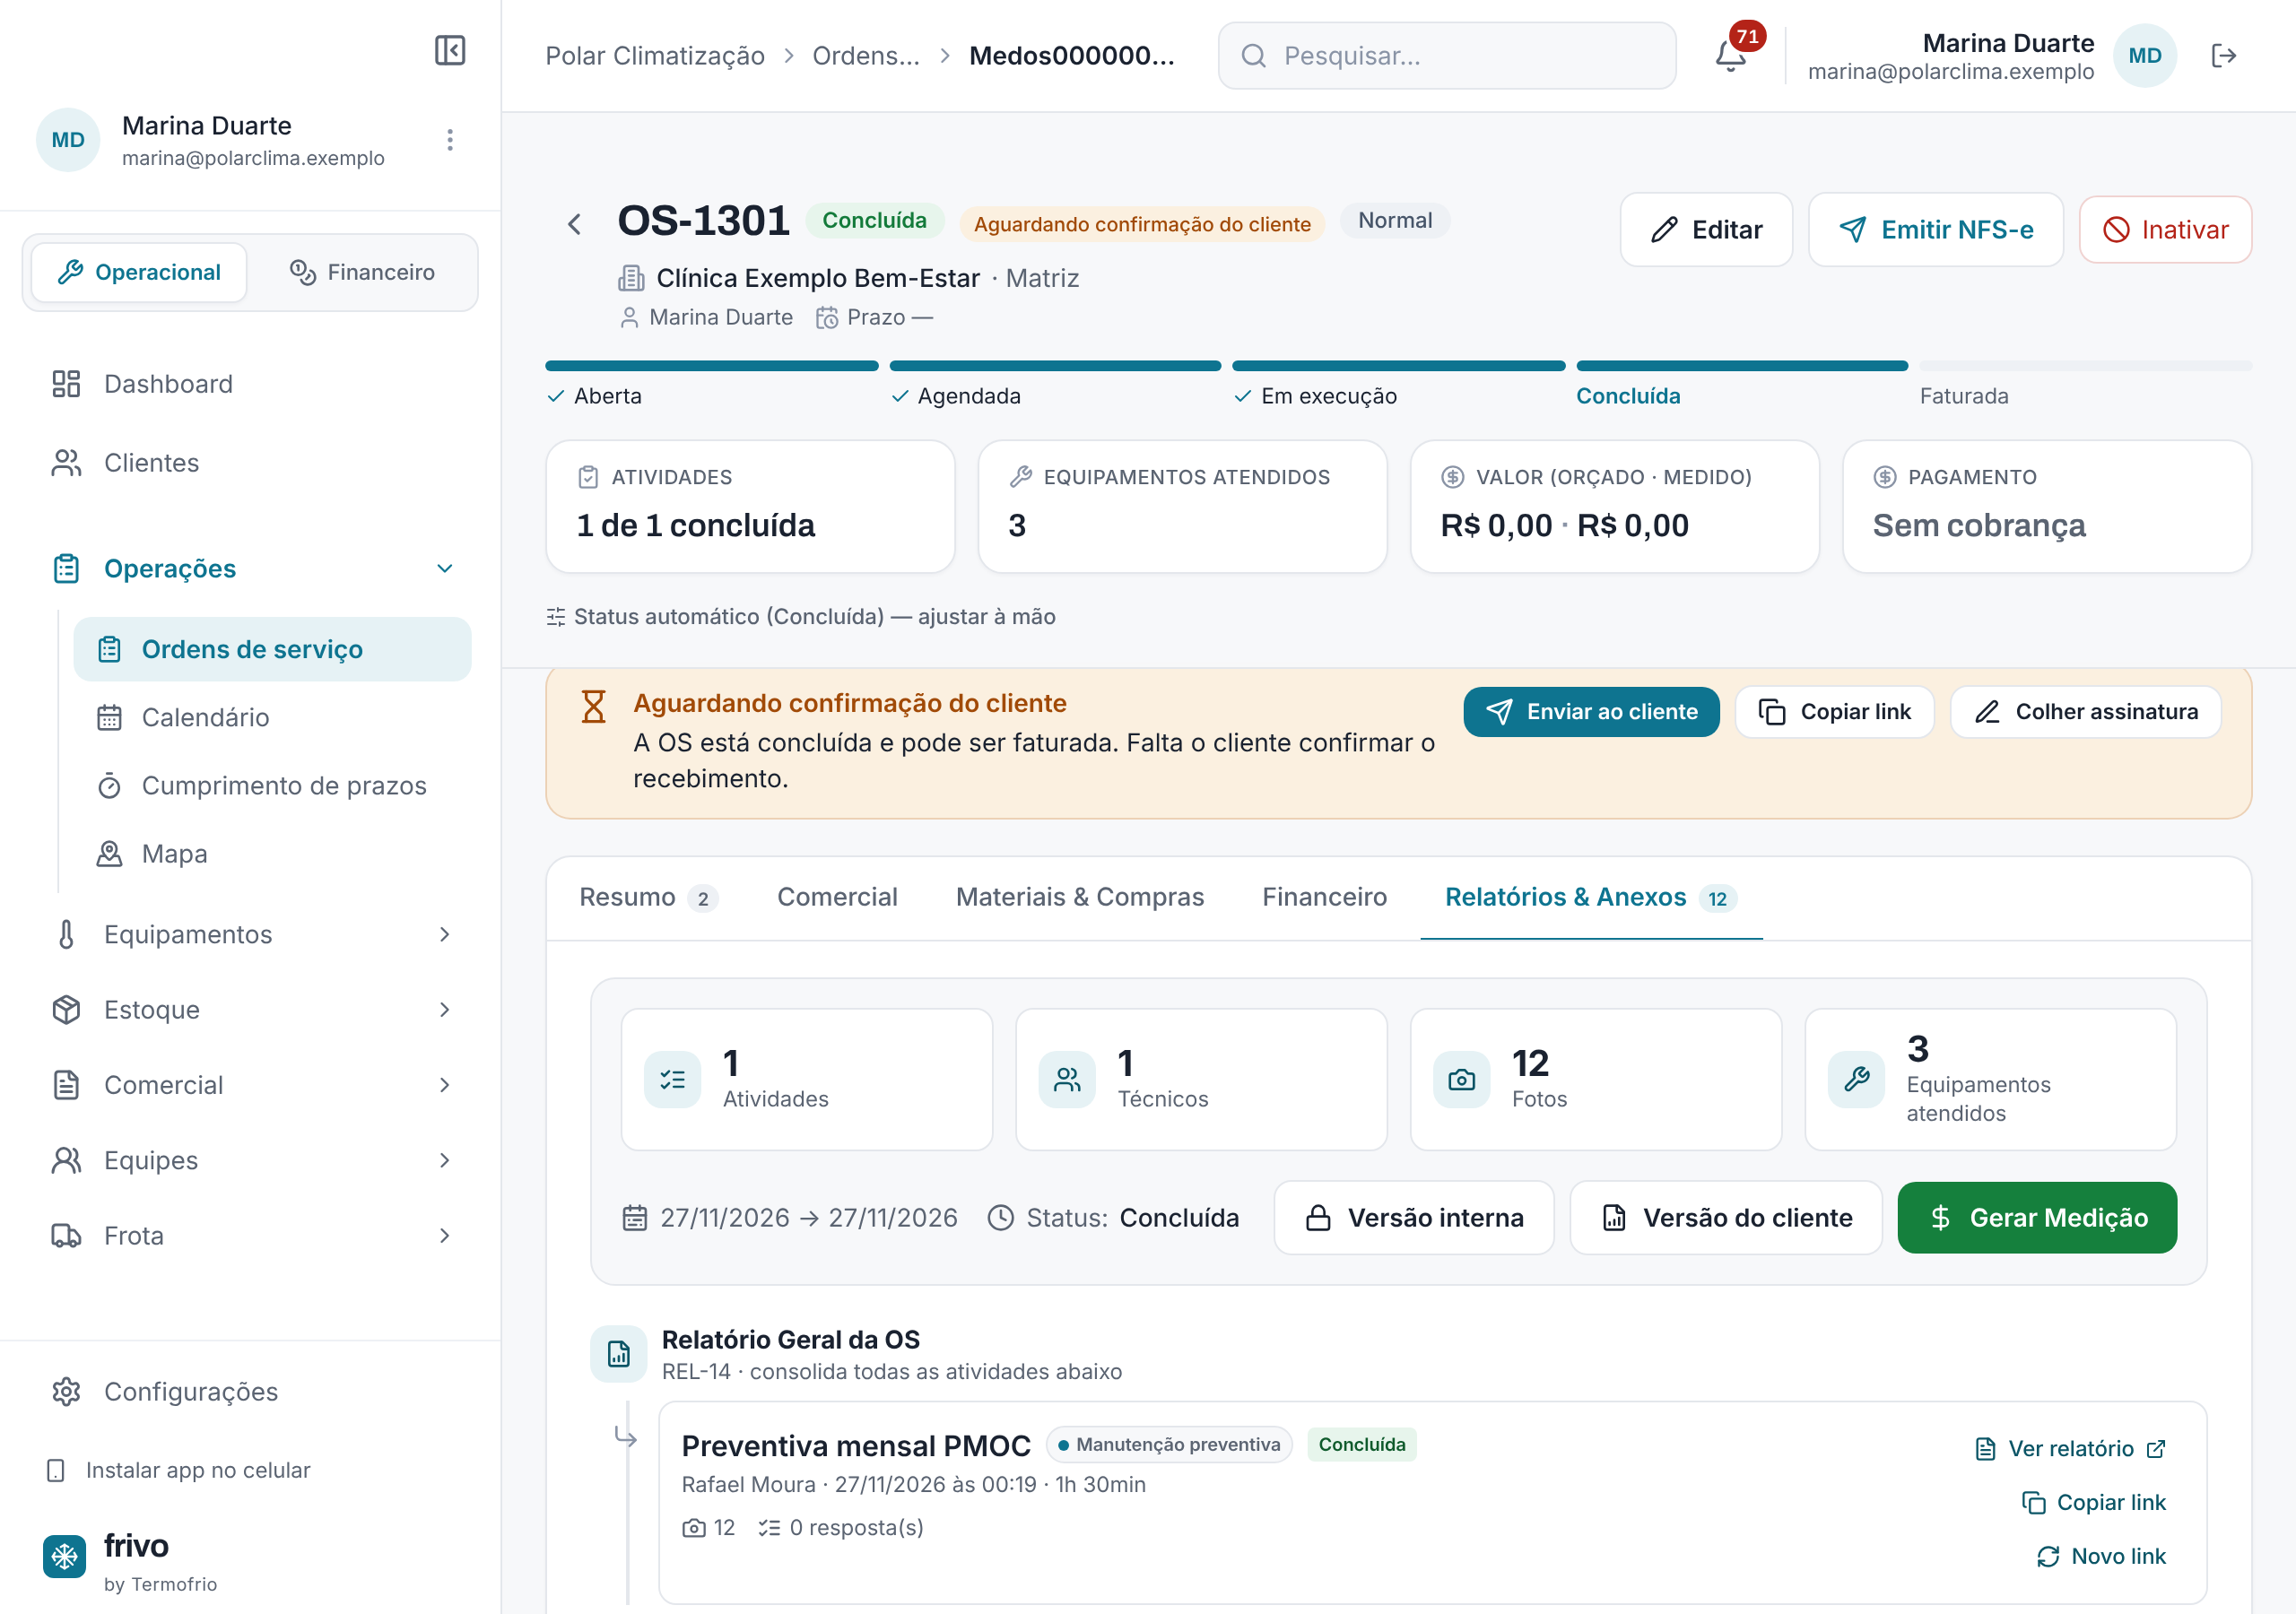 MD
Marina Duarte
marina@polarclima.exemplo
Operacional
Financeiro
Dashboard
Clientes
Operações
Ordens de serviço
Calendário
Cumprimento de prazos
Mapa
Equipamentos
Estoque
Comercial
Equipes
Frota
Configurações
Instalar app no celular
frivo
by Termofrio
Polar Climatização > Ordens... > Medos000000...
Pesquisar...
71
Marina Duarte
marina@polarclima.exemplo
MD
OS-1301 Concluída Aguardando confirmação do cliente Normal
Editar
Emitir NFS-e
Inativar
Clínica Exemplo Bem-Estar · Matriz
Marina Duarte Prazo —
Aberta
Agendada
Em execução
Concluída
Faturada
ATIVIDADES
1 de 1 concluída
EQUIPAMENTOS ATENDIDOS
3
VALOR (ORÇADO · MEDIDO)
R$ 0,00 · R$ 0,00
PAGAMENTO
Sem cobrança
Status automático (Concluída) — ajustar à mão
Aguardando confirmação do cliente
A OS está concluída e pode ser faturada. Falta o cliente confirmar o
recebimento.
Enviar ao cliente
Copiar link
Colher assinatura
Resumo 2
Comercial
Materiais & Compras
Financeiro
Relatórios & Anexos 12
1
Atividades
1
Técnicos
12
Fotos
3
Equipamentos
atendidos
27/11/2026 → 27/11/2026
Status: Concluída
Versão interna
Versão do cliente
$ Gerar Medição
Relatório Geral da OS
REL-14 · consolida todas as atividades abaixo
Preventiva mensal PMOC Manutenção preventiva Concluída
Rafael Moura · 27/11/2026 às 00:19 · 1h 30min
12 0 resposta(s)
Ver relatório
Copiar link
Novo link